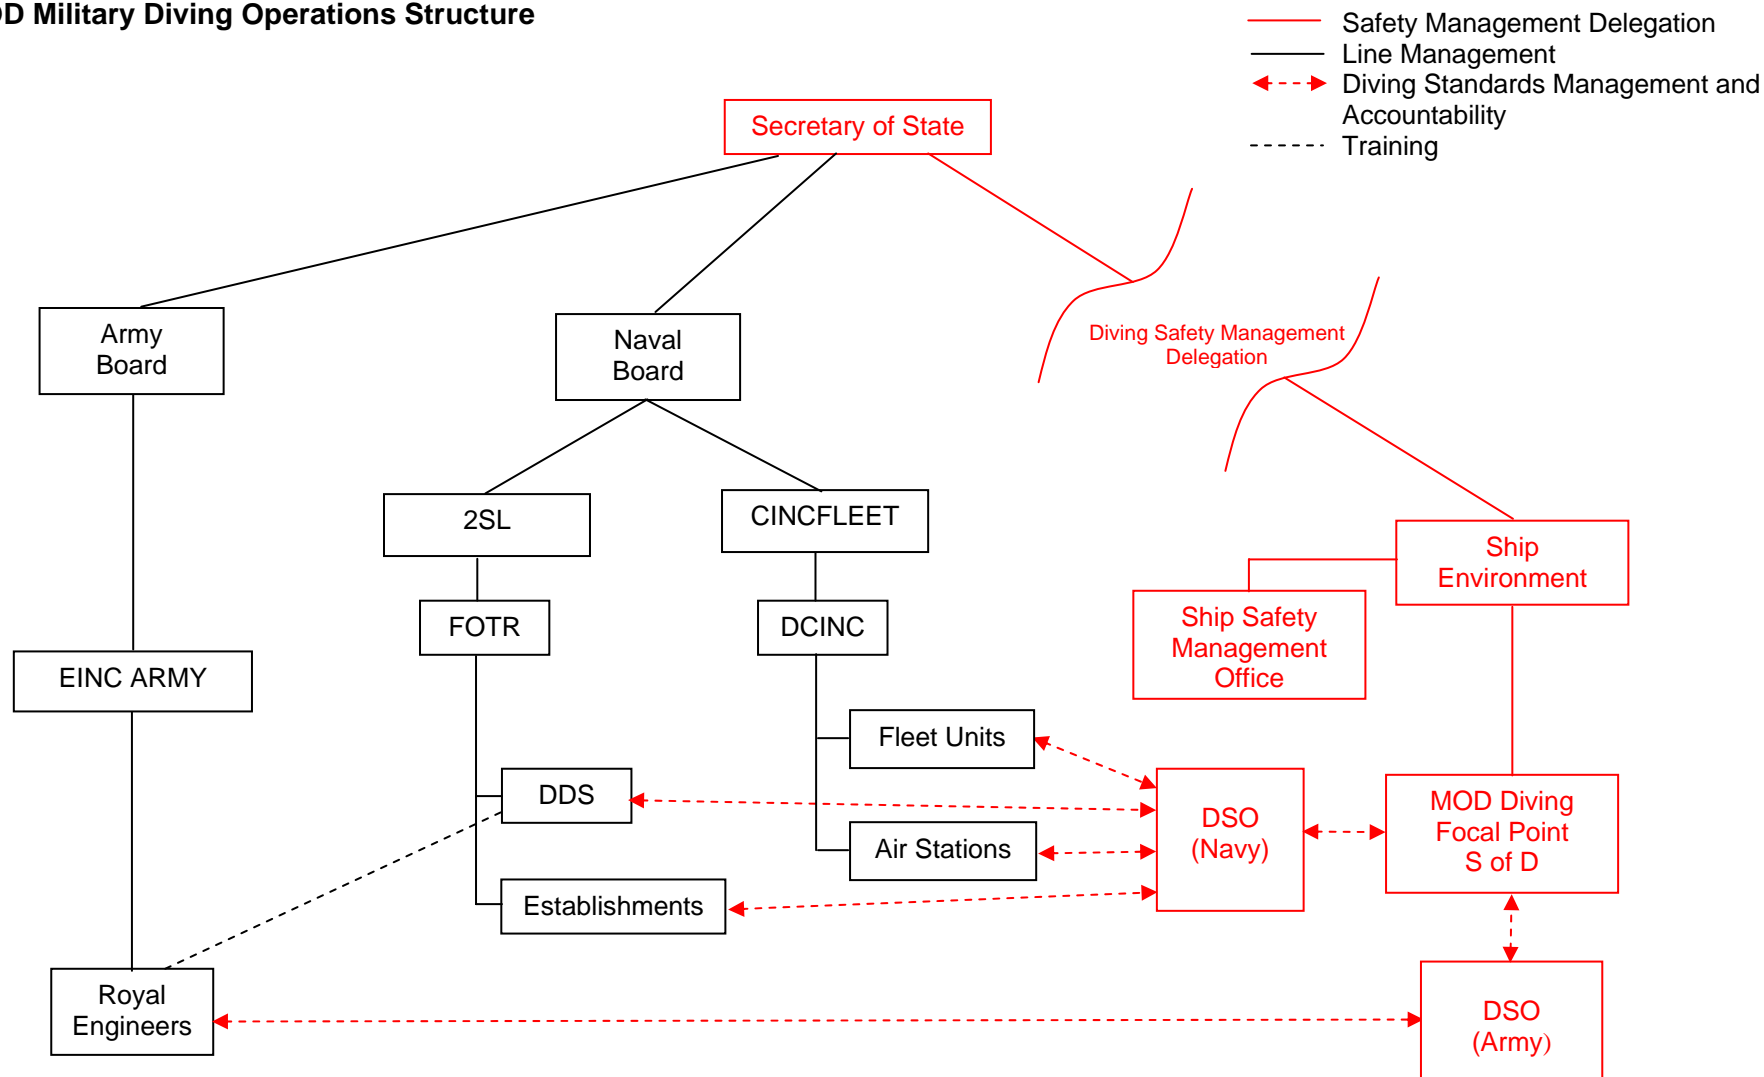 D Military Diving Operations Structure
Safety Management Delegation
Line Management
Diving Standards Management and
Accountability
Training
Secretary of State
Army
Board
Naval
Board
Diving Safety Management
Delegation
2SL
CINCFLEET
Ship
Environment
FOTR
DCINC
Ship Safety
Management
Office
EINC ARMY
Fleet Units
DDS
DSO
(Navy)
MOD Diving
Focal Point
S of D
Air Stations
Establishments
Royal
Engineers
DSO
(Army)